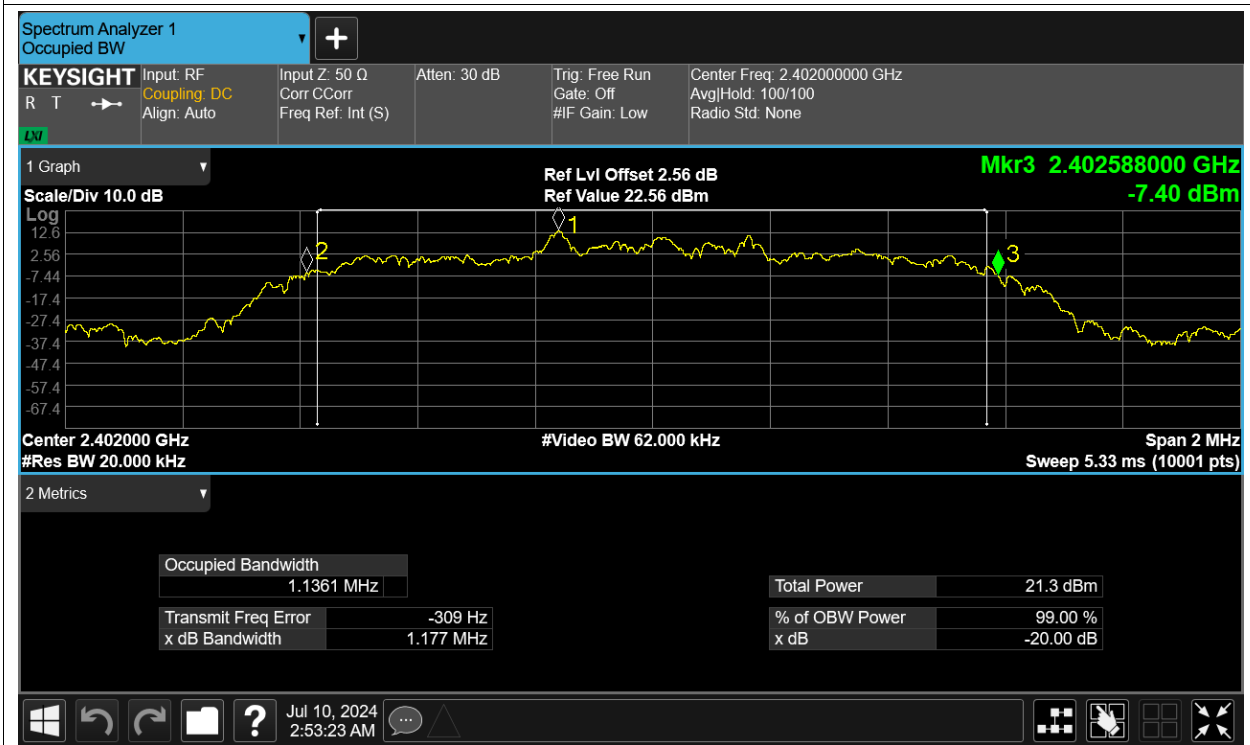 Spectrum Analyzer 1
Occupied BW
KEYSIGHT
R T
LXI
Input: RF
Coupling: DC
Align: Auto
Input Z: 50 Ω
Corr CCorr
Freq Ref: Int (S)
Atten: 30 dB
Trig: Free Run
Gate: Off
#IF Gain: Low
Center Freq: 2.402000000 GHz
Avg|Hold: 100/100
Radio Std: None
1 Graph
Scale/Div 10.0 dB
Ref Lvl Offset 2.56 dB
Ref Value 22.56 dBm
Mkr3 2.402588000 GHz
-7.40 dBm
Log
12.6
2.56
-7.44
-17.4
-27.4
-37.4
-47.4
-57.4
-67.4
1
2
3
Center 2.402000 GHz
#Res BW 20.000 kHz
#Video BW 62.000 kHz
Span 2 MHz
Sweep 5.33 ms (10001 pts)
2 Metrics
Occupied Bandwidth
1.1361 MHz
Transmit Freq Error -309 Hz
x dB Bandwidth 1.177 MHz
Total Power 21.3 dBm
% of OBW Power 99.00 %
x dB -20.00 dB
?
Jul 10, 2024
2:53:23 AM